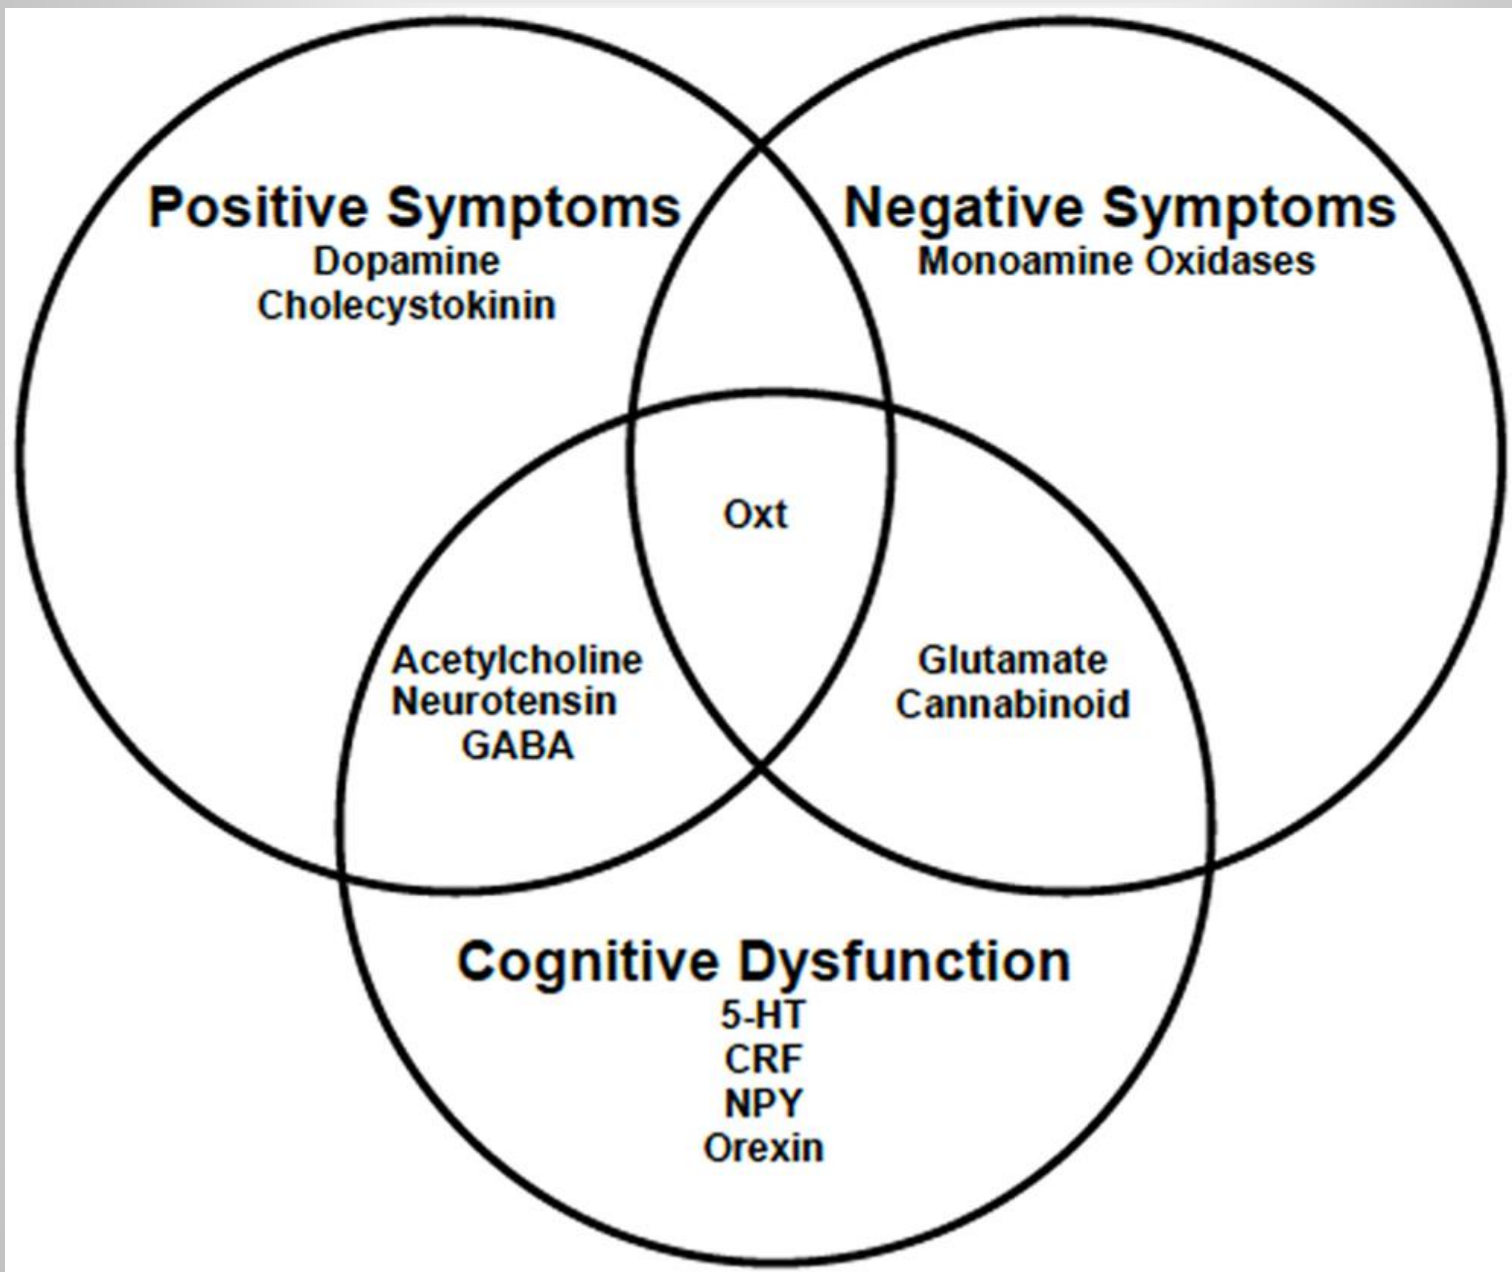 Positive Symptoms
Dopamine
Cholecystokinin
Negative Symptoms
Monoamine Oxidases
Oxt
Acetylcholine
Neurotensin
GABA
Glutamate
Cannabinoid
Cognitive Dysfunction
5-HT
CRF
NPY
Orexin